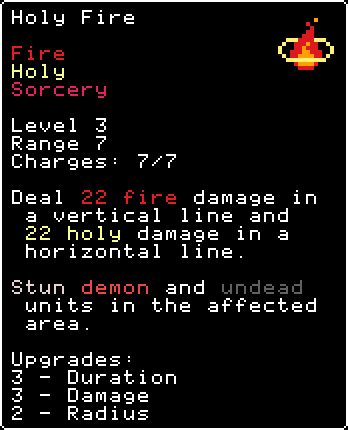 Holy Fire
Fire
Holy
Sorcery
Level 3
Range 7
Charges: 7/7
Deal 22 fire damage in
a vertical line and
22 holy damage in a
horizontal line.
Stun demon and undead
units in the affected
area.
Upgrades:
3 - Duration
3 - Damage
2 - Radius